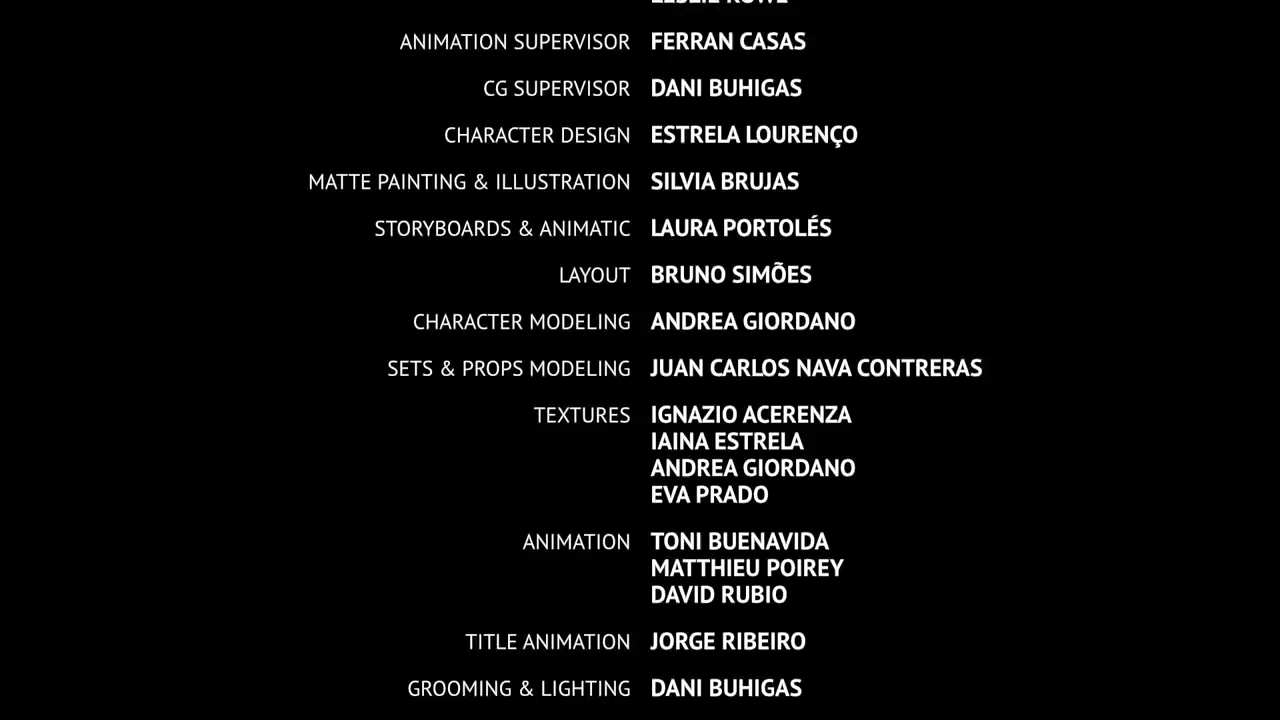 ANIMATION SUPERVISOR FERRAN CASAS
CG SUPERVISOR DANI BUHIGAS
CHARACTER DESIGN ESTRELA LOURENÇO
MATTE PAINTING & ILLUSTRATION SILVIA BRUJAS
STORYBOARDS & ANIMATIC LAURA PORTOLÉS
LAYOUT BRUNO SIMÕES
CHARACTER MODELING ANDREA GIORDANO
SETS & PROPS MODELING JUAN CARLOS NAVA CONTRERAS
TEXTURES IGNAZIO ACERENZA
IAINA ESTRELA
ANDREA GIORDANO
EVA PRADO
ANIMATION TONI BUENAVIDA
MATTHIEU POIREY
DAVID RUBIO
TITLE ANIMATION JORGE RIBEIRO
GROOMING & LIGHTING DANI BUHIGAS